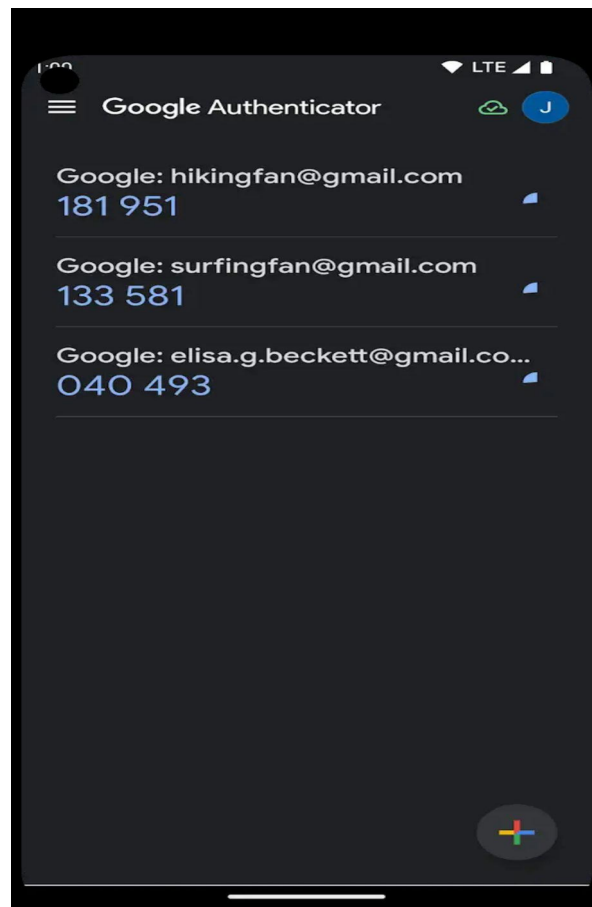 LTE
Google Authenticator
J
Google: hikingfan@gmail.com
181 951
Google: surfingfan@gmail.com
133 581
Google: elisa.g.beckett@gmail.co...
040 493